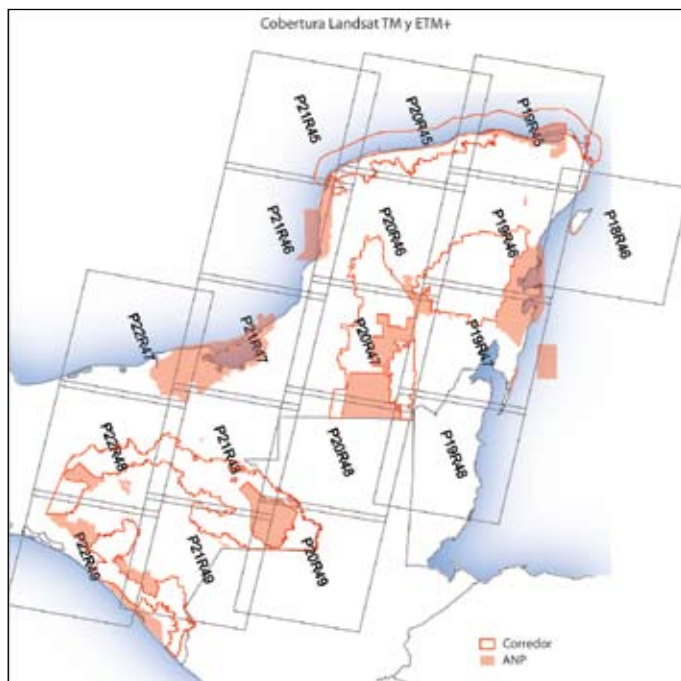 Cobertura Landsat TM y ETM+
P21R45
P20R45
P19R45
P21R46
P20R46
P19R46
P18R46
P22R47
P21R47
P20R47
P19R47
P22R48
P21R48
P20R48
P19R48
P22R49
P21R49
P20R49
Corredor
ANP